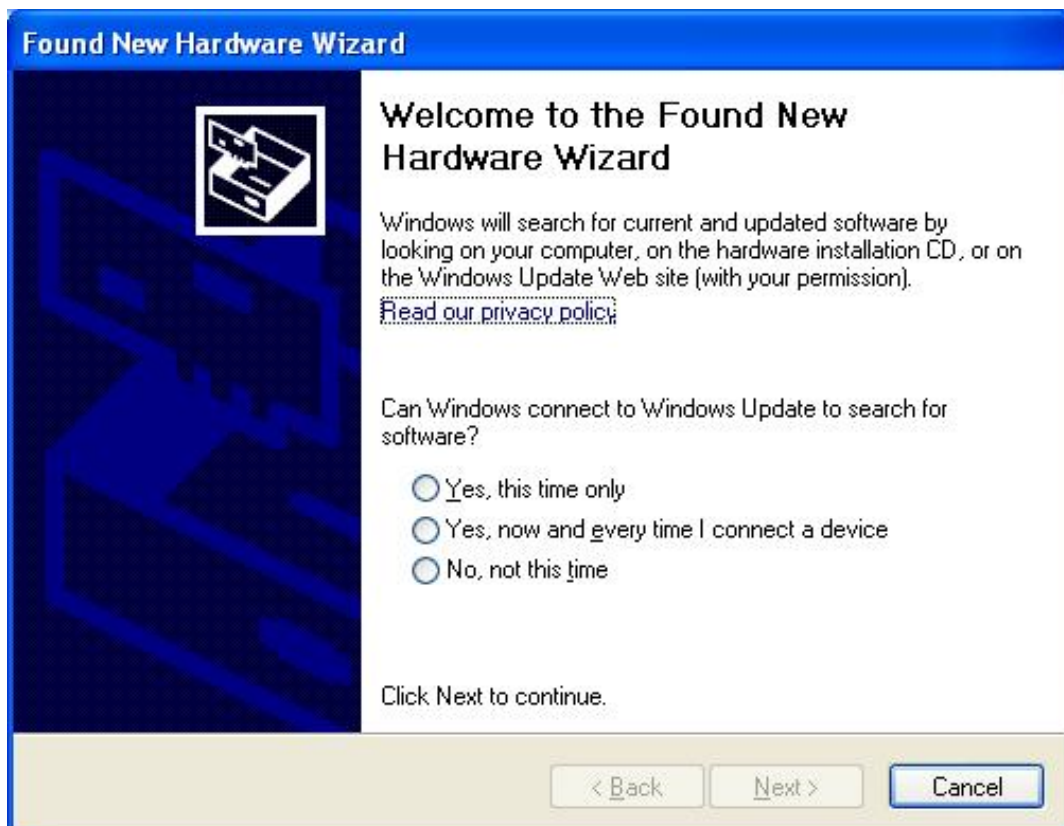 Found New Hardware Wizard
Welcome to the Found New
Hardware Wizard
Windows will search for current and updated software by
looking on your computer, on the hardware installation CD, or on
the Windows Update Web site (with your permission).
Read our privacy policy
Can Windows connect to Windows Update to search for
software?
Yes, this time only
Yes, now and every time I connect a device
No, not this time
Click Next to continue.
< Back Next > Cancel